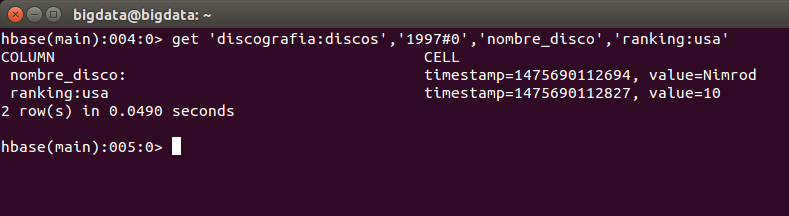 bigdata@bigdata: ~
hbase(main):004:0> get 'discografia:discos','1997#0','nombre_disco','ranking:usa'
COLUMN CELL
nombre_disco: timestamp=1475690112694, value=Nimrod
ranking:usa timestamp=1475690112827, value=10
2 row(s) in 0.0490 seconds
hbase(main):005:0>